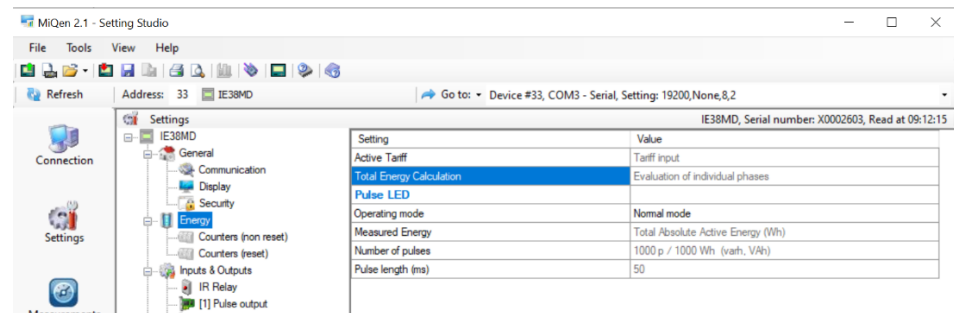 MiQen 2.1 - Setting Studio
File Tools View Help
Refresh Address: 33 IE38MD Go to: Device #33, COM3 - Serial, Setting: 19200,None,8,2
Settings IE38MD, Serial number: X0002603, Read at 09:12:15
Connection
Settings
IE38MD
General
Communication
Display
Security
Energy
Counters (non reset)
Counters (reset)
Inputs & Outputs
IR Relay
[1] Pulse output
Setting Value
Active Tariff Tariff input
Total Energy Calculation Evaluation of individual phases
Pulse LED
Operating mode Normal mode
Measured Energy Total Absolute Active Energy (Wh)
Number of pulses 1000 p / 1000 Wh (varh, VAh)
Pulse length (ms) 50